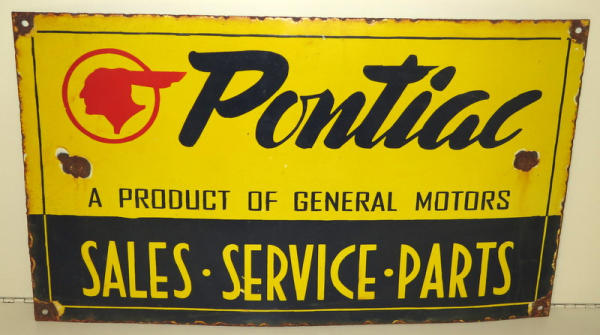 Pontiac
A PRODUCT OF GENERAL MOTORS
SALES · SERVICE · PARTS